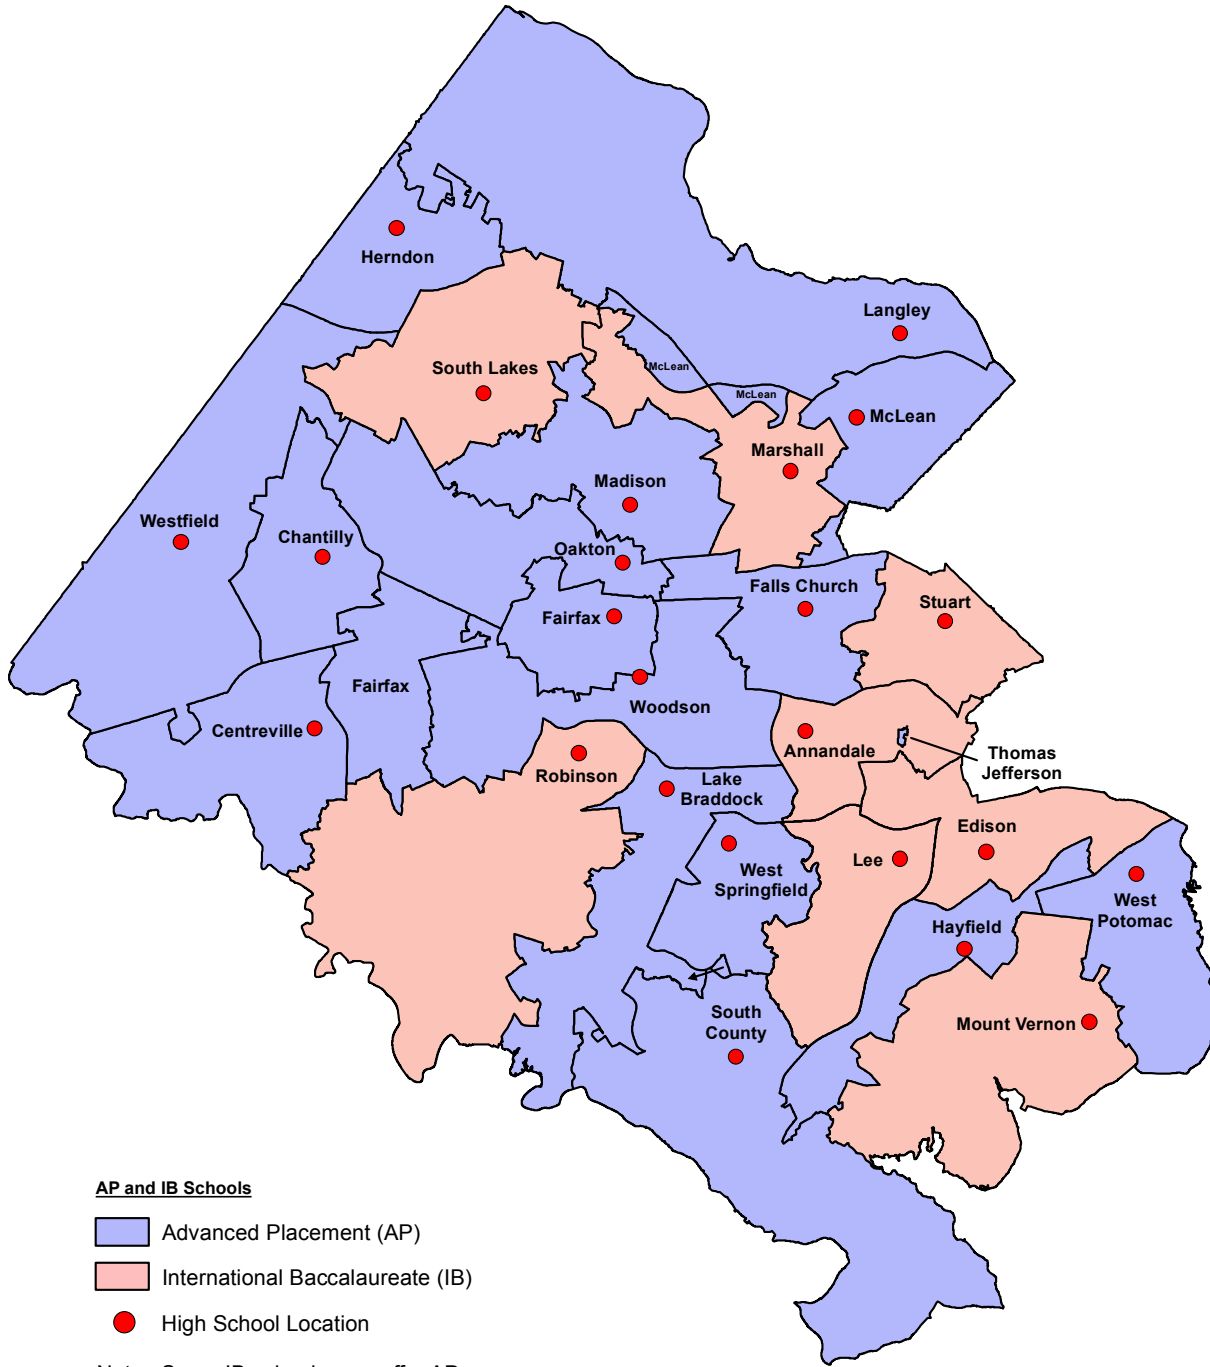 Herndon
Langley
McLean
South Lakes
McLean
McLean
Marshall
Madison
Westfield
Chantilly
Oakton
Falls Church
Stuart
Fairfax
Fairfax
Woodson
Centreville
Annandale
Thomas
Jefferson
Robinson
Lake
Braddock
Edison
Lee
West
Springfield
West
Potomac
Hayfield
South
County
Mount Vernon
AP and IB Schools
Advanced Placement (AP)
International Baccalaureate (IB)
High School Location